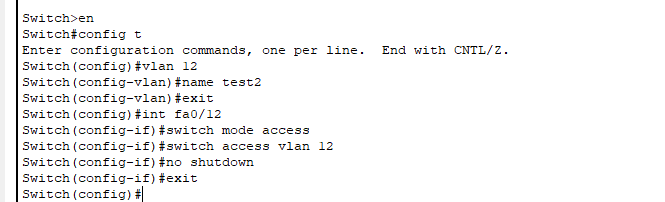 Switch>en
Switch#config t
Enter configuration commands, one per line.  End with CNTL/Z.
Switch(config)#vlan 12
Switch(config-vlan)#name test2
Switch(config-vlan)#exit
Switch(config)#int fa0/12
Switch(config-if)#switch mode access
Switch(config-if)#switch access vlan 12
Switch(config-if)#no shutdown
Switch(config-if)#exit
Switch(config)#